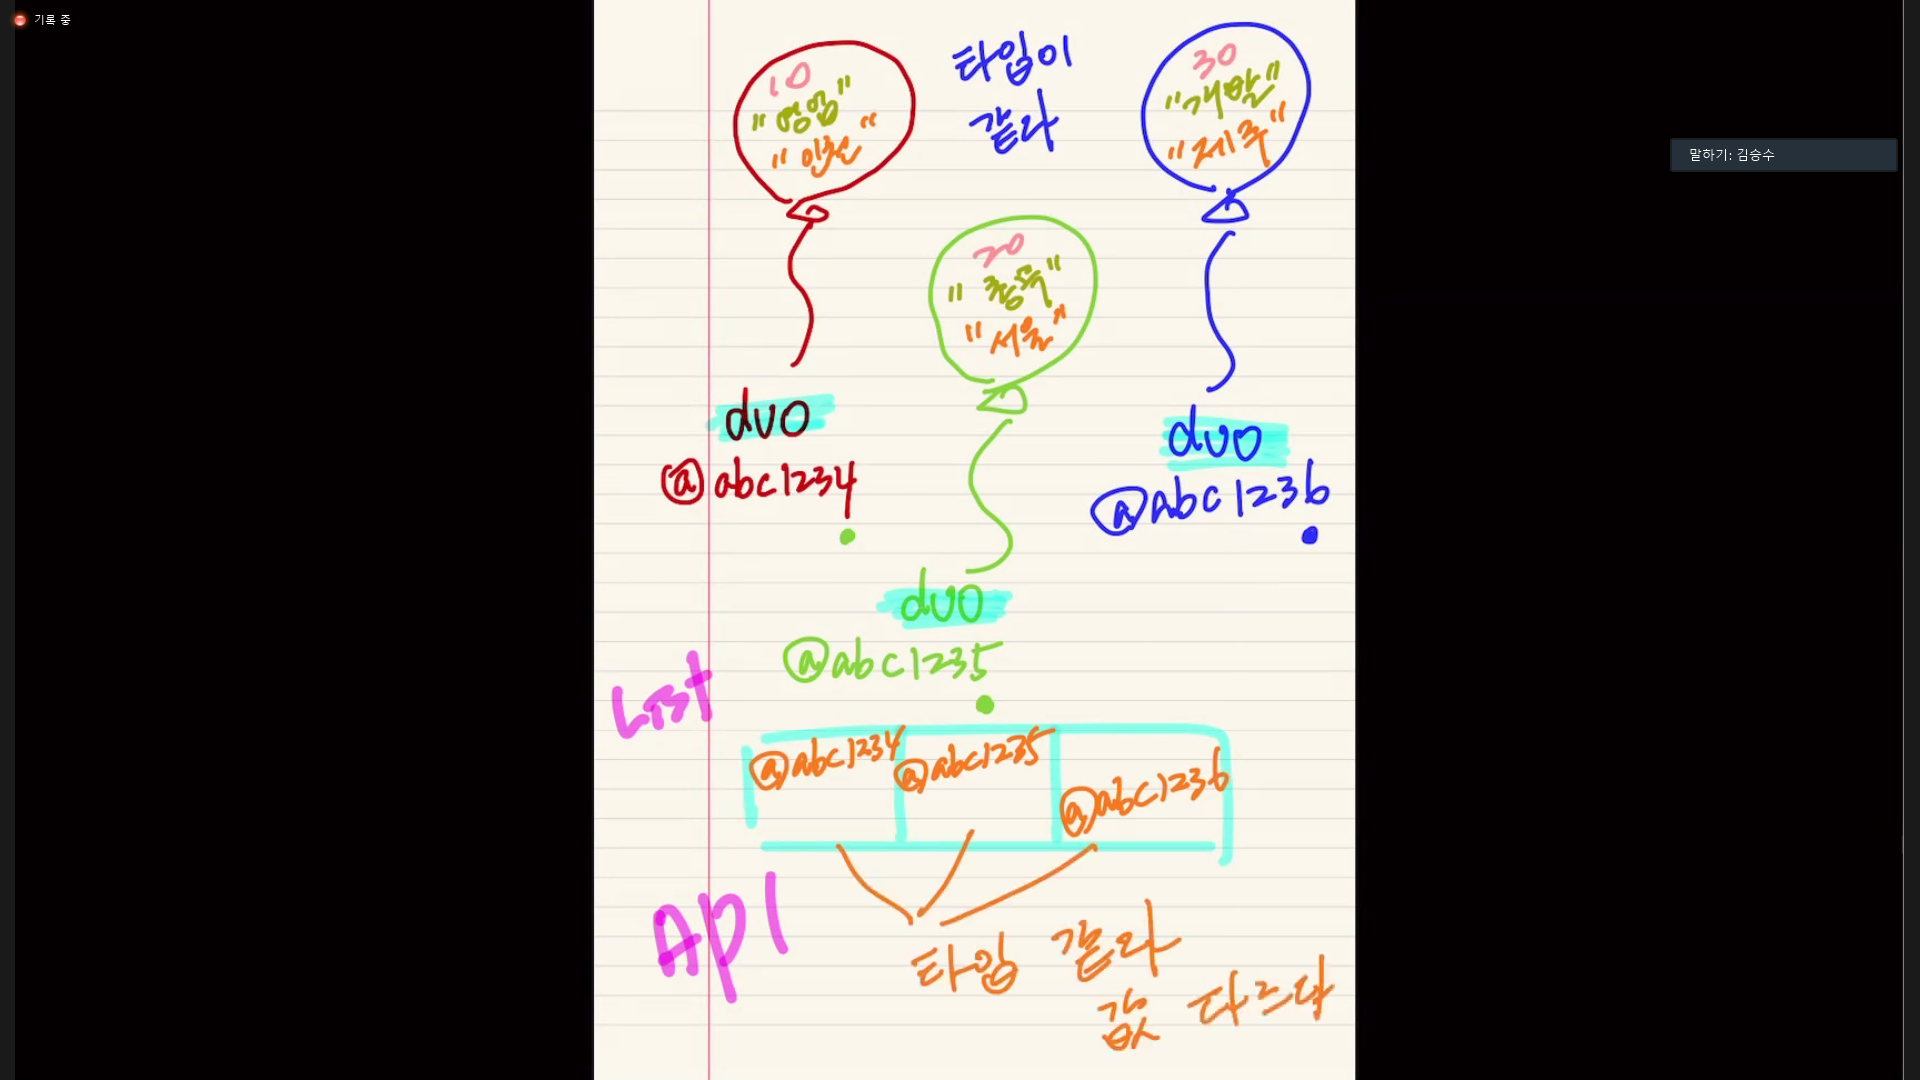 기록 중
말하기: 김승수
10
"영업"
"인천"
타입이
같다
30
"개발"
"제주"
20
"총무"
"서울"
dvo
@abc1234
dvo
@abc1236
dvo
@abc1235
List
@abc1234
@abc1235
@abc1236
API
타입 같다
값 다르다